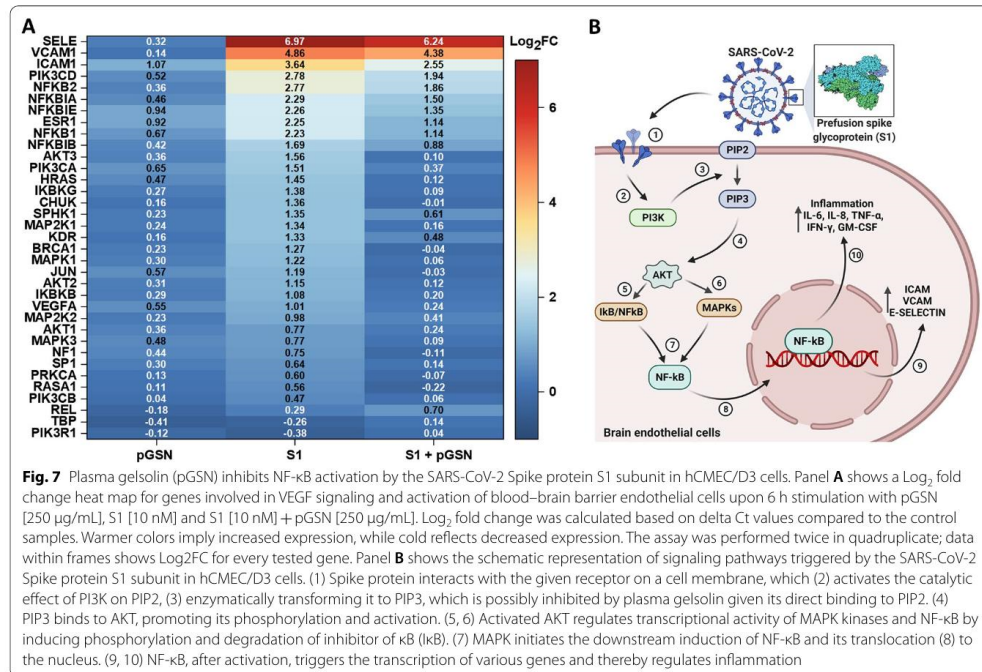 A
pGSN S1 S1 + pGSN
Log2FC
SELE 0.32 6.97 6.24
VCAM1 0.14 4.86 4.38
ICAM1 1.07 3.64 2.55
PIK3CD 0.52 2.78 1.94
NFKB2 0.36 2.77 1.86
NFKBIA 0.46 2.29 1.50
NFKBIE 0.94 2.26 1.35
ESR1 0.92 2.25 1.14
NFKB1 0.67 2.23 1.14
NFKBIB 0.42 1.69 0.88
AKT3 0.36 1.56 0.10
PIK3CA 0.65 1.51 0.37
HRAS 0.47 1.45 0.12
IKBKG 0.27 1.38 0.09
CHUK 0.16 1.36 -0.01
SPHK1 0.23 1.35 0.61
MAP2K1 0.24 1.34 0.16
KDR 0.16 1.33 0.48
BRCA1 0.23 1.27 -0.04
MAPK1 0.30 1.22 0.06
JUN 0.57 1.19 -0.03
AKT2 0.31 1.15 0.12
IKBKB 0.29 1.08 0.20
VEGFA 0.55 1.01 0.24
MAP2K2 0.23 0.98 0.41
AKT1 0.36 0.77 0.24
MAPK3 0.48 0.77 0.09
NF1 0.44 0.75 -0.11
SP1 0.30 0.64 0.14
PRKCA 0.13 0.60 -0.07
RASA1 0.11 0.56 -0.22
PIK3CB 0.04 0.47 0.06
REL -0.18 0.29 0.70
TBP -0.41 -0.26 0.14
PIK3R1 -0.12 -0.38 0.04
6
4
2
0
B
SARS-CoV-2
Prefusion spike
glycoprotein (S1)
1
PIP2
2
3
PI3K
PIP3
4
AKT
5
6
IkB/NFkB
MAPKs
7
NF-kB
8
Inflammation
IL-6, IL-8, TNF-α,
IFN-γ, GM-CSF
10
ICAM
VCAM
E-SELECTIN
NF-kB
9
Brain endothelial cells
Fig. 7 Plasma gelsolin (pGSN) inhibits NF-κB activation by the SARS-CoV-2 Spike protein S1 subunit in hCMEC/D3 cells. Panel A shows a Log2 fold
change heat map for genes involved in VEGF signaling and activation of blood–brain barrier endothelial cells upon 6 h stimulation with pGSN
[250 µg/mL], S1 [10 nM] and S1 [10 nM] + pGSN [250 µg/mL]. Log2 fold change was calculated based on delta Ct values compared to the control
samples. Warmer colors imply increased expression, while cold reflects decreased expression. The assay was performed twice in quadruplicate; data
within frames shows Log2FC for every tested gene. Panel B shows the schematic representation of signaling pathways triggered by the SARS-CoV-2
Spike protein S1 subunit in hCMEC/D3 cells. (1) Spike protein interacts with the given receptor on a cell membrane, which (2) activates the catalytic
effect of PI3K on PIP2, (3) enzymatically transforming it to PIP3, which is possibly inhibited by plasma gelsolin given its direct binding to PIP2. (4)
PIP3 binds to AKT, promoting its phosphorylation and activation. (5, 6) Activated AKT regulates transcriptional activity of MAPK kinases and NF-κB by
inducing phosphorylation and degradation of inhibitor of κB (IκB). (7) MAPK initiates the downstream induction of NF-κB and its translocation (8) to
the nucleus. (9, 10) NF-κB, after activation, triggers the transcription of various genes and thereby regulates inflammation